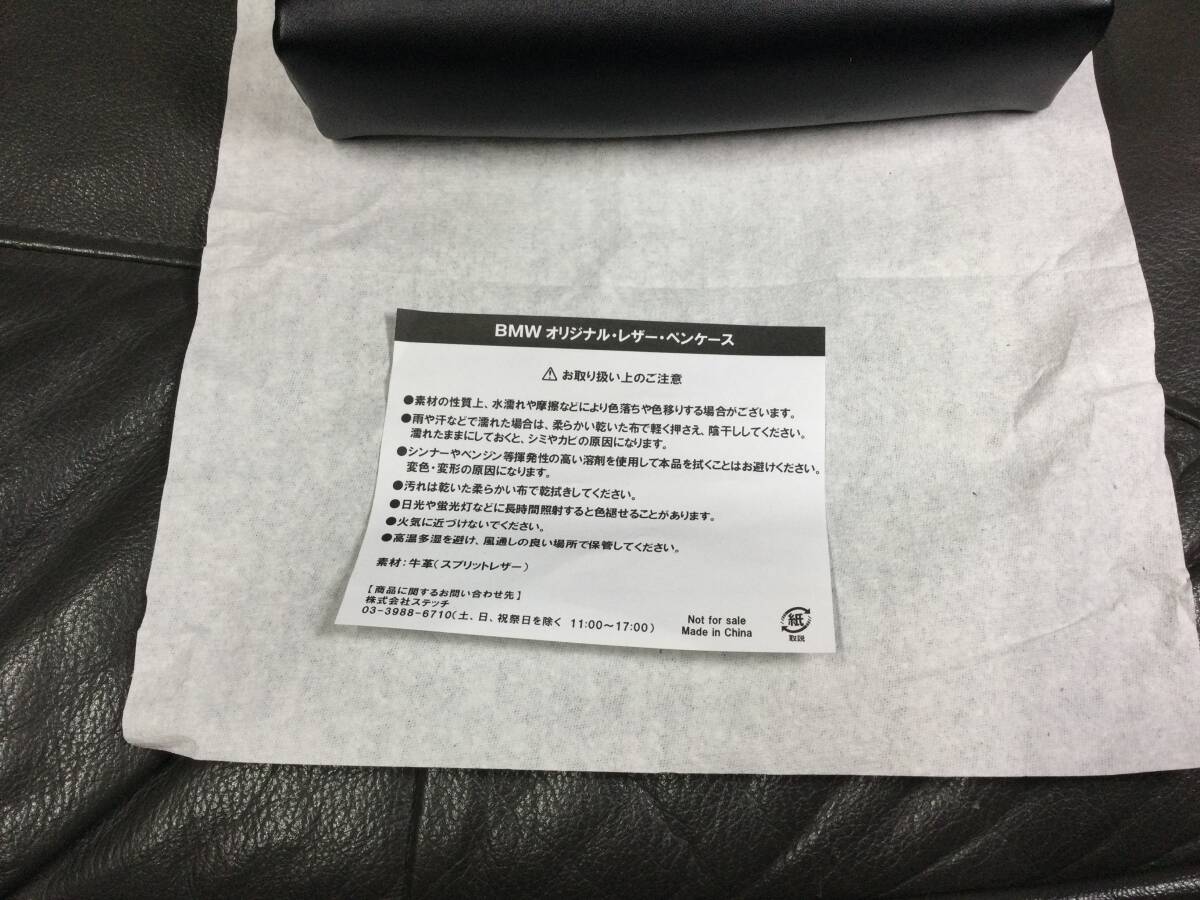 BMW オリジナル・レザー・ペンケース
⚠ お取り扱い上のご注意
●素材の性質上、水濡れや摩擦などにより色落ちや色移りする場合がございます。
●雨や汗などで濡れた場合は、柔らかい乾いた布で軽く押さえ、陰干ししてください。
濡れたままにしておくと、シミやカビの原因になります。
●シンナーやベンジン等揮発性の高い溶剤を使用して本品を拭くことはお避けください。
変色・変形の原因になります。
●汚れは乾いた柔らかい布で乾拭きしてください。
●日光や蛍光灯などに長時間照射すると色褪せることがあります。
●火気に近づけないでください。
●高温多湿を避け、風通しの良い場所で保管してください。
素材：牛革（スプリットレザー）
【商品に関するお問い合わせ先】
株式会社ステッチ
03-3988-6710（土、日、祝祭日を除く 11:00～17:00）
Not for sale
Made in China
紙
取説